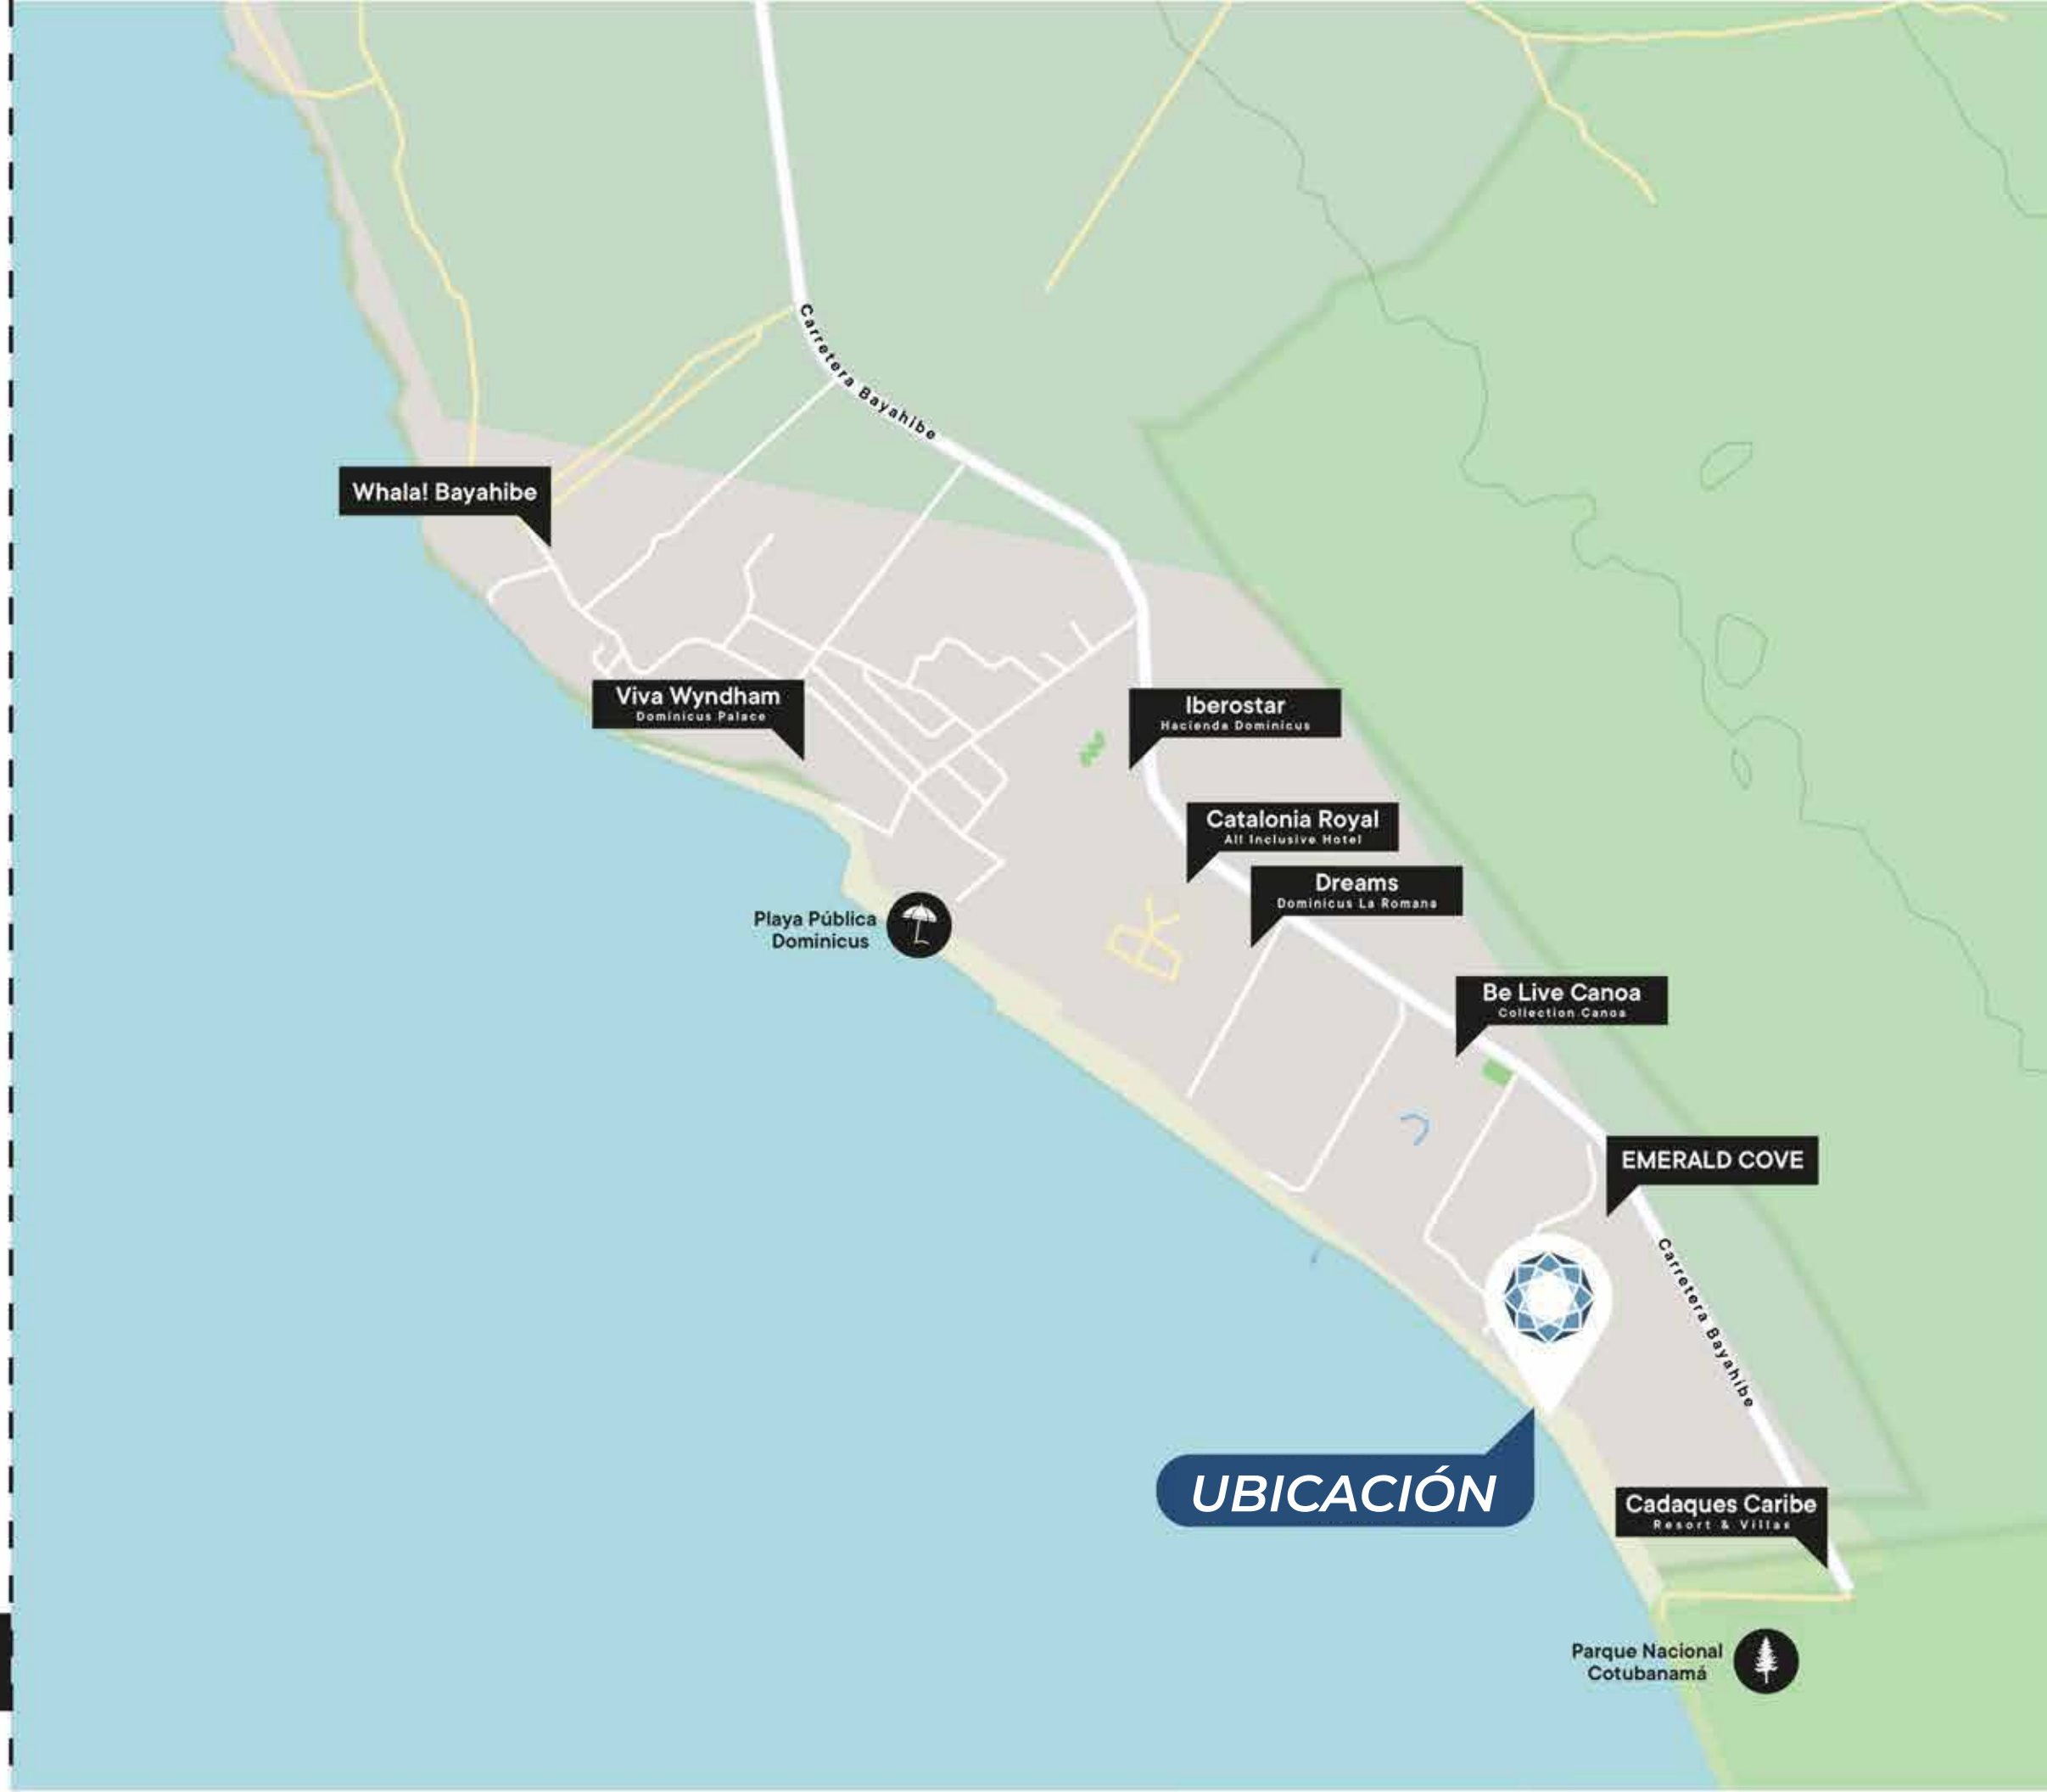 Carretera Bayahibe
Whala! Bayahibe
Viva Wyndham
Dominicus Palace
Iberostar
Hacienda Dominicus
Catalonia Royal
All Inclusive Hotel
Dreams
Dominicus La Romana
Playa Pública
Dominicus
Be Live Canoa
Collection Canoa
EMERALD COVE
Carretera Bayahibe
UBICACIÓN
Cadaques Caribe
Resort & Villas
Parque Nacional
Cotubanamá